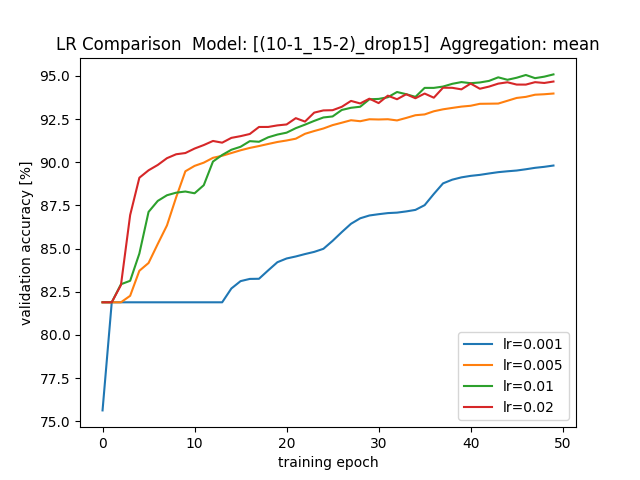 LR Comparison  Model: [(10-1_15-2)_drop15]  Aggregation: mean
validation accuracy [%]
95.0
92.5
90.0
87.5
85.0
82.5
80.0
77.5
75.0
lr=0.001
lr=0.005
lr=0.01
lr=0.02
0 10 20 30 40 50
training epoch